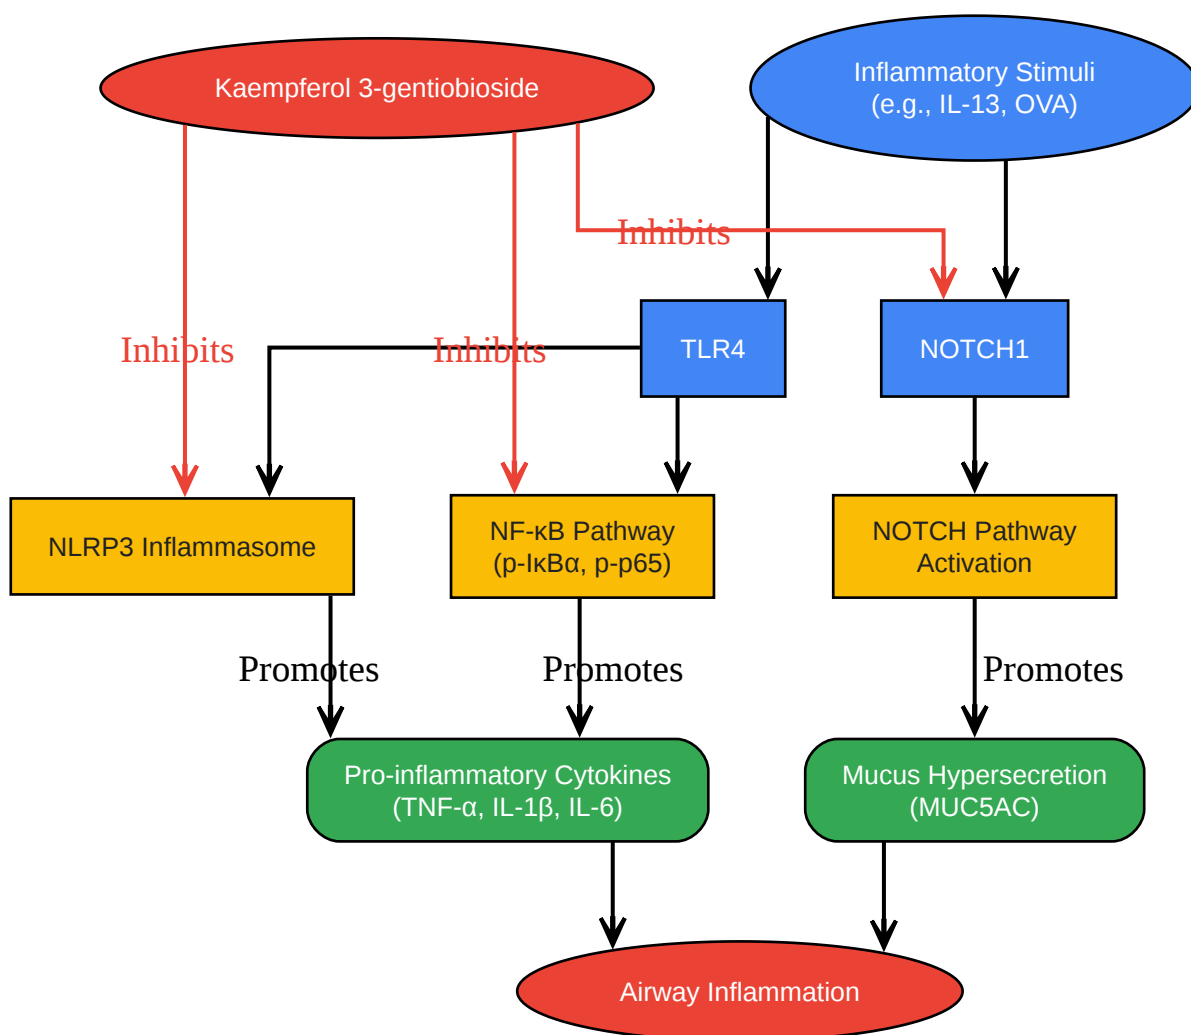 Kaempferol 3-gentiobioside
Inflammatory Stimuli
(e.g., IL-13, OVA)
Inhibits
Inhibits
Inhibits
TLR4
NOTCH1
NLRP3 Inflammasome
NF-κB Pathway
(p-IκBα, p-p65)
NOTCH Pathway
Activation
Promotes
Promotes
Promotes
Pro-inflammatory Cytokines
(TNF-α, IL-1β, IL-6)
Mucus Hypersecretion
(MUC5AC)
Airway Inflammation